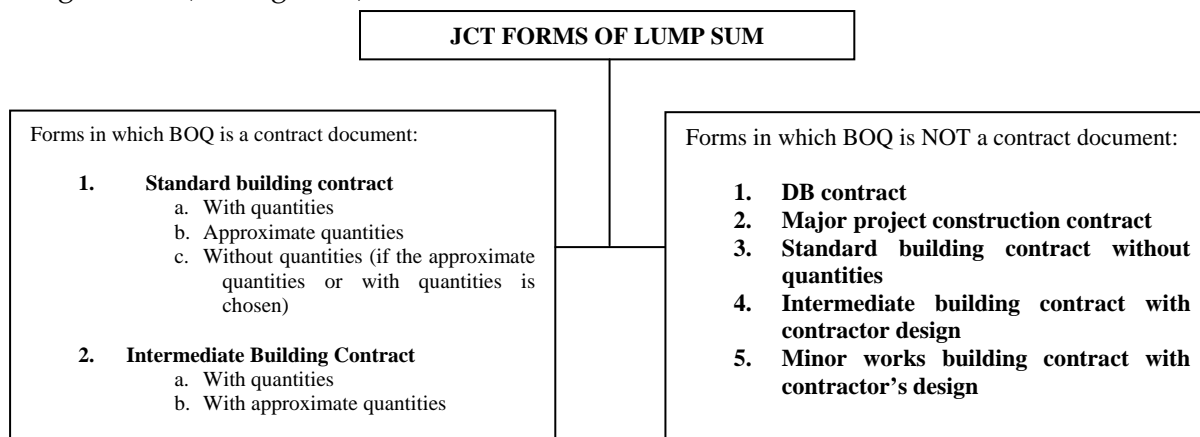 JCT FORMS OF LUMP SUM
Forms in which BOQ is a contract document:
1. Standard building contract
a. With quantities
b. Approximate quantities
c. Without quantities (if the approximate
quantities or with quantities is
chosen)
2. Intermediate Building Contract
a. With quantities
b. With approximate quantities
Forms in which BOQ is NOT a contract document:
1. DB contract
2. Major project construction contract
3. Standard building contract without
quantities
4. Intermediate building contract with
contractor design
5. Minor works building contract with
contractor's design